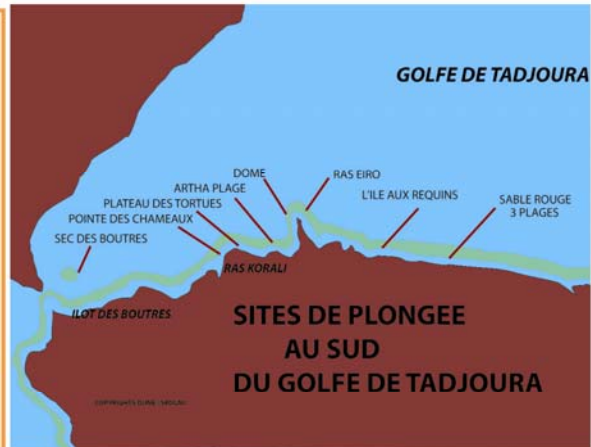 GOLFE DE TADJOURA
DOME
RAS EIRO
ARTHA PLAGE
L'ILE AUX REQUINS
PLATEAU DES TORTUES
SABLE ROUGE
3 PLAGES
POINTE DES CHAMEAUX
SEC DES BOUTRES
RAS KORALI
ILOT DES BOUTRES
SITES DE PLONGEE
AU SUD
DU GOLFE DE TADJOURA